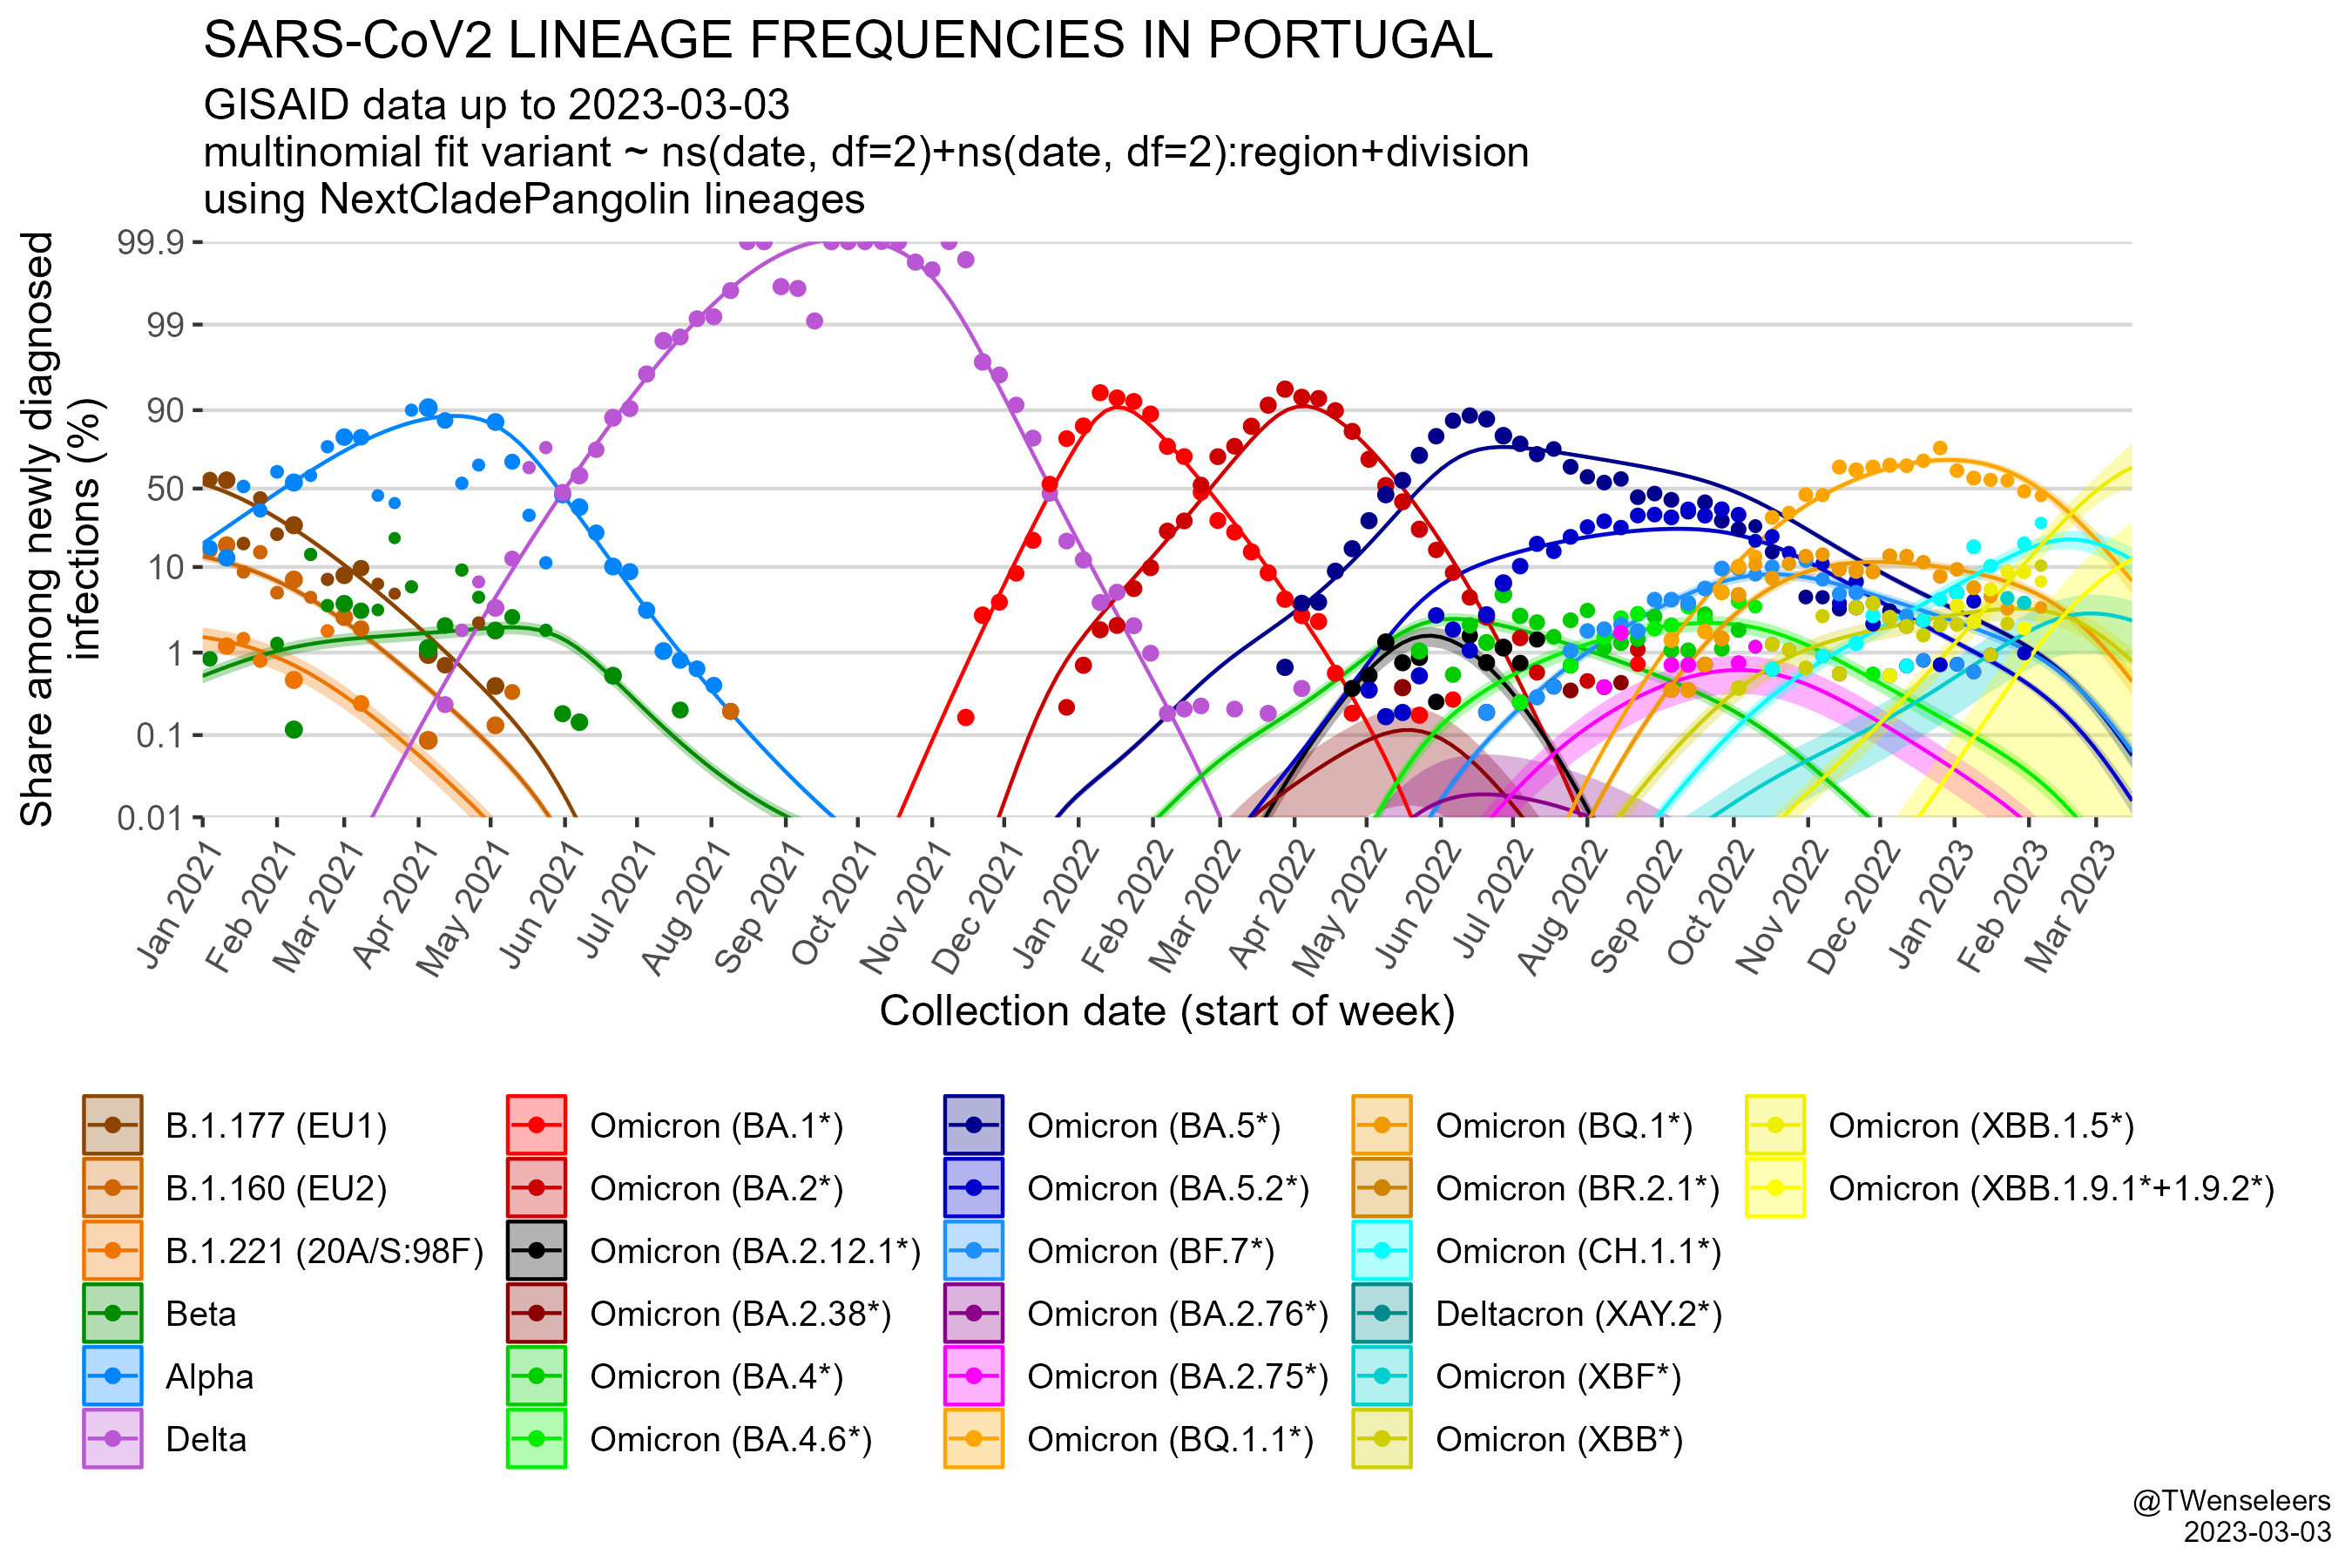 SARS-CoV2 LINEAGE FREQUENCIES IN PORTUGAL
GISAID data up to 2023-03-03
multinomial fit variant ~ ns(date, df=2)+ns(date, df=2):region+division
using NextCladePangolin lineages
Share among newly diagnosed
infections (%)
99.9
99
90
50
10
1
0.1
0.01
Jan 2021
Feb 2021
Mar 2021
Apr 2021
May 2021
Jun 2021
Jul 2021
Aug 2021
Sep 2021
Oct 2021
Nov 2021
Dec 2021
Jan 2022
Feb 2022
Mar 2022
Apr 2022
May 2022
Jun 2022
Jul 2022
Aug 2022
Sep 2022
Oct 2022
Nov 2022
Dec 2022
Jan 2023
Feb 2023
Mar 2023
Collection date (start of week)
B.1.177 (EU1)
B.1.160 (EU2)
B.1.221 (20A/S:98F)
Beta
Alpha
Delta
Omicron (BA.1*)
Omicron (BA.2*)
Omicron (BA.2.12.1*)
Omicron (BA.2.38*)
Omicron (BA.4*)
Omicron (BA.4.6*)
Omicron (BA.5*)
Omicron (BA.5.2*)
Omicron (BF.7*)
Omicron (BA.2.76*)
Omicron (BA.2.75*)
Omicron (BQ.1.1*)
Omicron (BQ.1*)
Omicron (BR.2.1*)
Omicron (CH.1.1*)
Deltacron (XAY.2*)
Omicron (XBF*)
Omicron (XBB*)
Omicron (XBB.1.5*)
Omicron (XBB.1.9.1*+1.9.2*)
@TWenseleers
2023-03-03